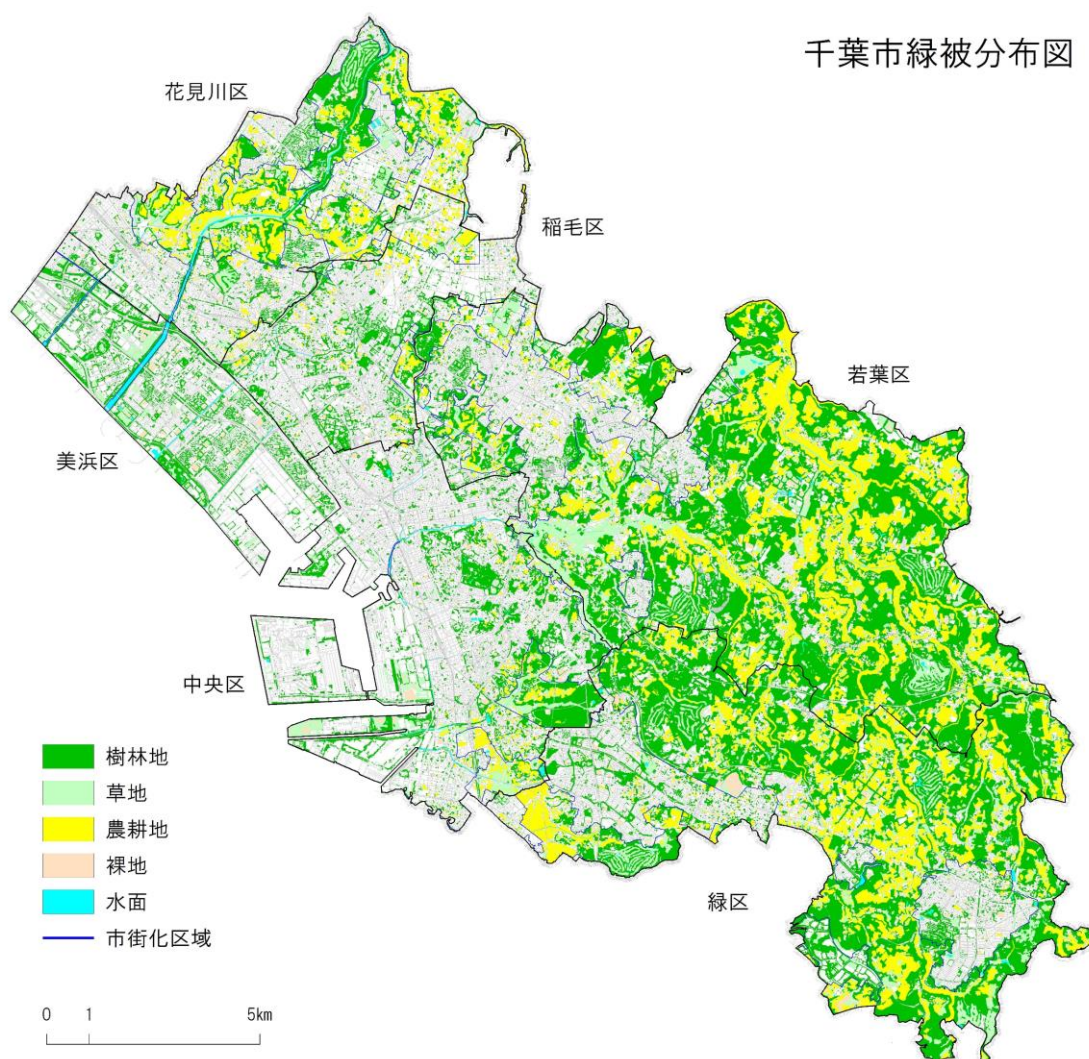 千葉市緑被分布図
花見川区
稲毛区
若葉区
美浜区
中央区
緑区
樹林地
草地
農耕地
裸地
水面
市街化区域
0 1 5km